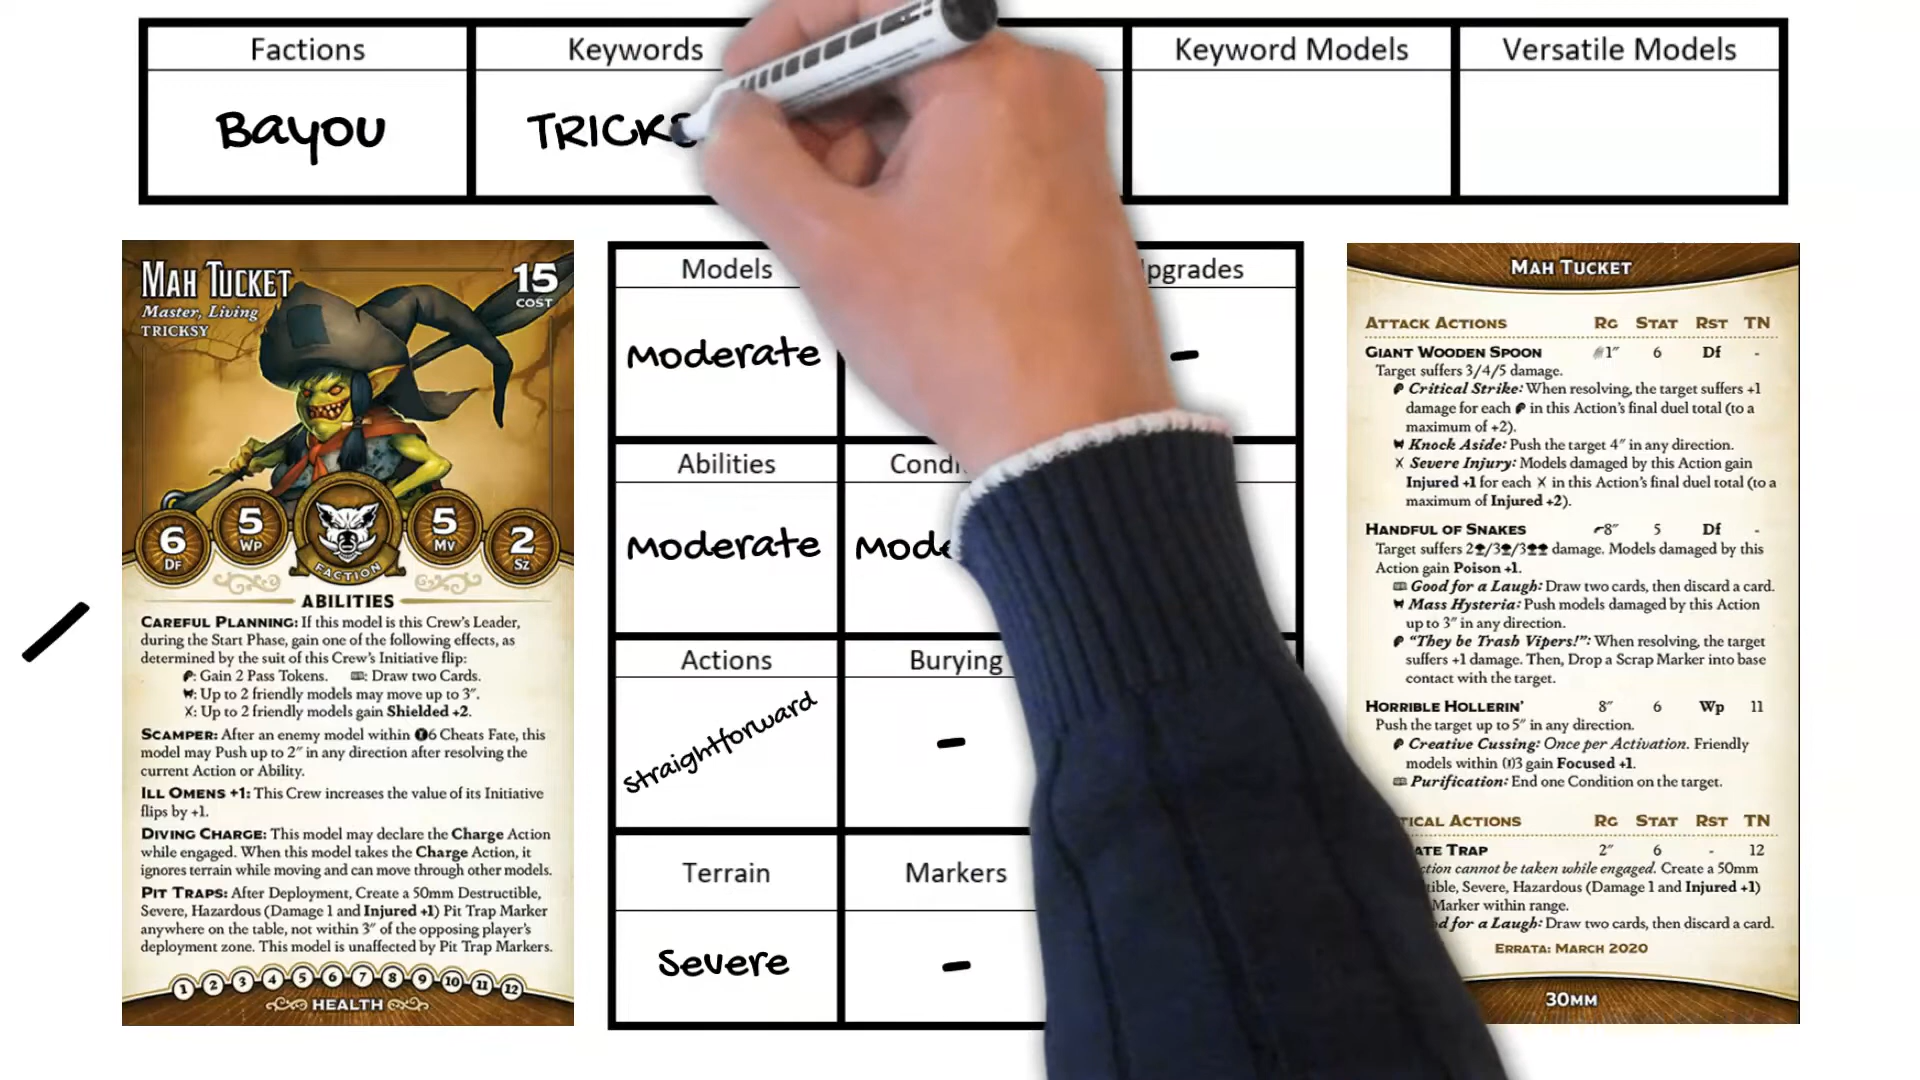 Factions
Keywords
Keyword Models
Versatile Models
Bayou
TRICKS
MAH TUCKET
15
COST
Master, Living
TRICKSY
6
DF
5
WP
FACTION
5
MV
2
SZ
ABILITIES
CAREFUL PLANNING: If this model is this Crew's Leader,
during the Start Phase, gain one of the following effects, as
determined by the suit of this Crew's Initiative flip:
: Gain 2 Pass Tokens. : Draw two Cards.
: Up to 2 friendly models may move up to 3".
: Up to 2 friendly models gain Shielded +2.
SCAMPER: After an enemy model within 6 Cheats Fate, this
model may Push up to 2" in any direction after resolving the
current Action or Ability.
ILL OMENS +1: This Crew increases the value of its Initiative
flips by +1.
DIVING CHARGE: This model may declare the Charge Action
while engaged. When this model takes the Charge Action, it
ignores terrain while moving and can move through other models.
PIT TRAPS: After Deployment, Create a 50mm Destructible,
Severe, Hazardous (Damage 1 and Injured +1) Pit Trap Marker
anywhere on the table, not within 3" of the opposing player's
deployment zone. This model is unaffected by Pit Trap Markers.
1 2 3 4 5 6 7 8 9 10 11 12
HEALTH
Models
pgrades
Moderate
-
Abilities
Condi
Moderate
Mode
Actions
Burying
straightforward
-
Terrain
Markers
Severe
-
MAH TUCKET
ATTACK ACTIONS RG STAT RST TN
GIANT WOODEN SPOON 1" 6 Df -
Target suffers 3/4/5 damage.
Critical Strike: When resolving, the target suffers +1
damage for each in this Action's final duel total (to a
maximum of +2).
Knock Aside: Push the target 4" in any direction.
Severe Injury: Models damaged by this Action gain
Injured +1 for each in this Action's final duel total (to a
maximum of Injured +2).
HANDFUL OF SNAKES 8" 5 Df -
Target suffers 2/3/3 damage. Models damaged by this
Action gain Poison +1.
Good for a Laugh: Draw two cards, then discard a card.
Mass Hysteria: Push models damaged by this Action
up to 3" in any direction.
"They be Trash Vipers!": When resolving, the target
suffers +1 damage. Then, Drop a Scrap Marker into base
contact with the target.
HORRIBLE HOLLERIN' 8" 6 Wp 11
Push the target up to 5" in any direction.
Creative Cussing: Once per Activation. Friendly
models within 3 gain Focused +1.
Purification: End one Condition on the target.
TICAL ACTIONS RG STAT RST TN
ATE TRAP 2" 6 - 12
ction cannot be taken while engaged. Create a 50mm
tible, Severe, Hazardous (Damage 1 and Injured +1)
Marker within range.
d for a Laugh: Draw two cards, then discard a card.
ERRATA: MARCH 2020
30MM